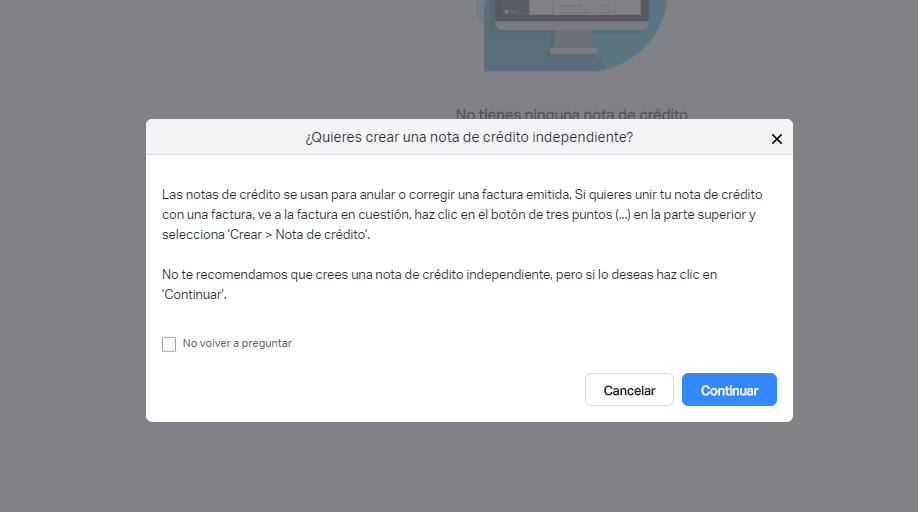 No tienes ninguna nota de crédito
¿Quieres crear una nota de crédito independiente?
Las notas de crédito se usan para anular o corregir una factura emitida. Si quieres unir tu nota de crédito
con una factura, ve a la factura en cuestión, haz clic en el botón de tres puntos (...) en la parte superior y
selecciona 'Crear > Nota de crédito'.
No te recomendamos que crees una nota de crédito independiente, pero si lo deseas haz clic en
'Continuar'.
No volver a preguntar
Cancelar
Continuar